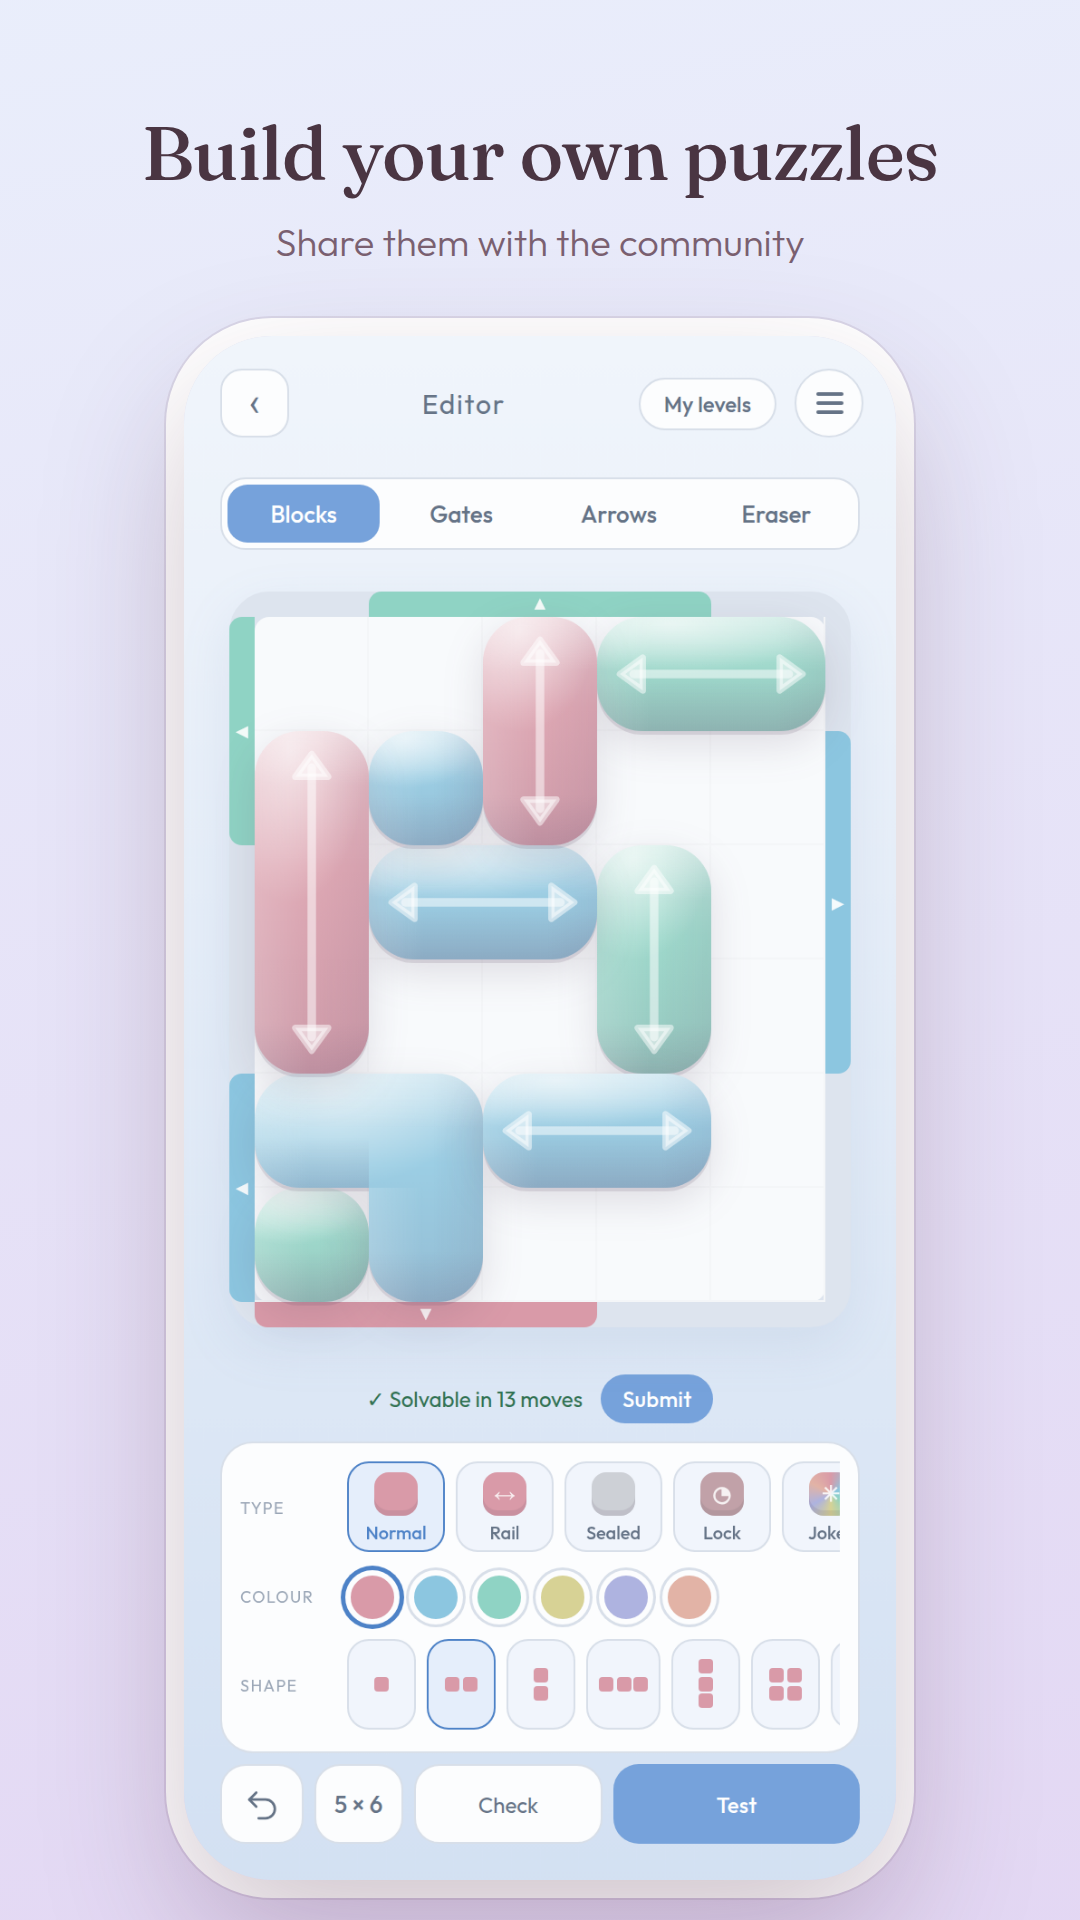 Build your own puzzles
Share them with the community
Editor
My levels
Blocks
Gates
Arrows
Eraser
✓ Solvable in 13 moves
Submit
TYPE
Normal
Rail
Sealed
Lock
Joke
COLOUR
SHAPE
5 × 6
Check
Test